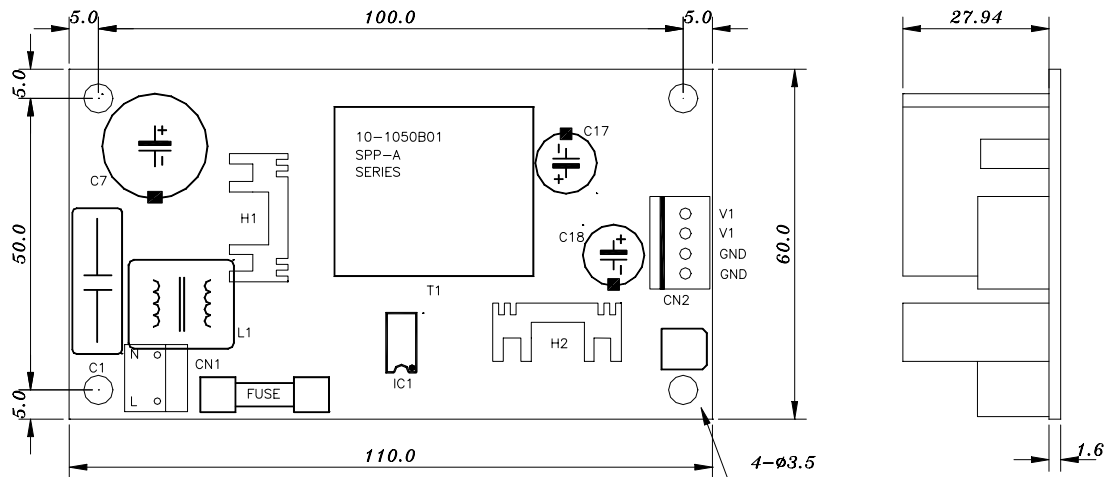 5.0
100.0
5.0
27.94
5.0
10-1050B01
SPP-A
SERIES
C17
C7
H1
V1
V1
C18
GND
50.0
60.0
GND
T1
CN2
L1
H2
N
C1
CN1
IC1
L
FUSE
5.0
1.6
110.0
4-ø3.5